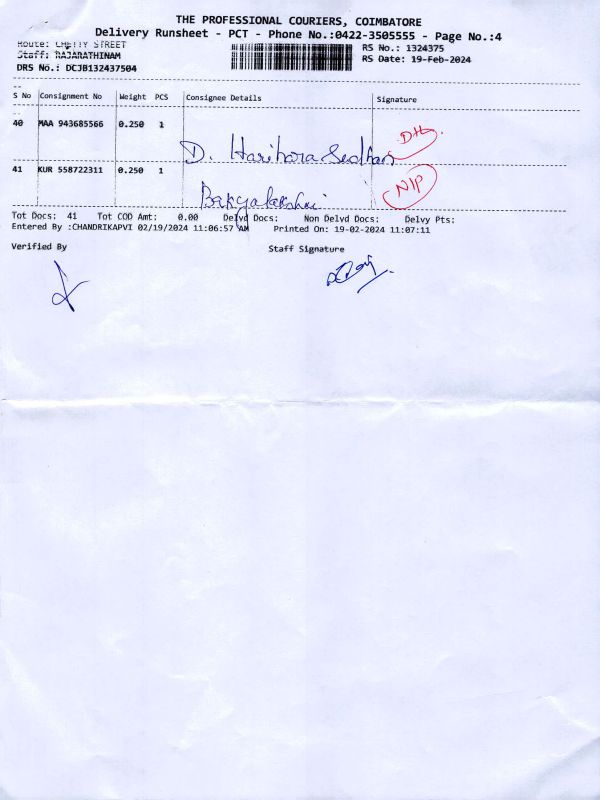 THE PROFESSIONAL COURIERS, COIMBATORE
Delivery Runsheet - PCT - Phone No.:0422-3505555 - Page No.:4
Route: CHETTY STREET
Staff: RAJARATHINAM
DRS No.: DCJB132437504
RS No.: 1324375
RS Date: 19-Feb-2024
S No Consignment No Weight PCS Consignee Details Signature
40 MAA 943685566 0.250 1
D. Harihara Sudhan
41 KUR 558722311 0.250 1 N/P
Bakyalakshmi
Tot Docs: 41 Tot COD Amt: 0.00 Delvd Docs: Non Delvd Docs: Delvy Pts:
Entered By :CHANDRIKAPVI 02/19/2024 11:06:57 AM Printed On: 19-02-2024 11:07:11
Verified By Staff Signature